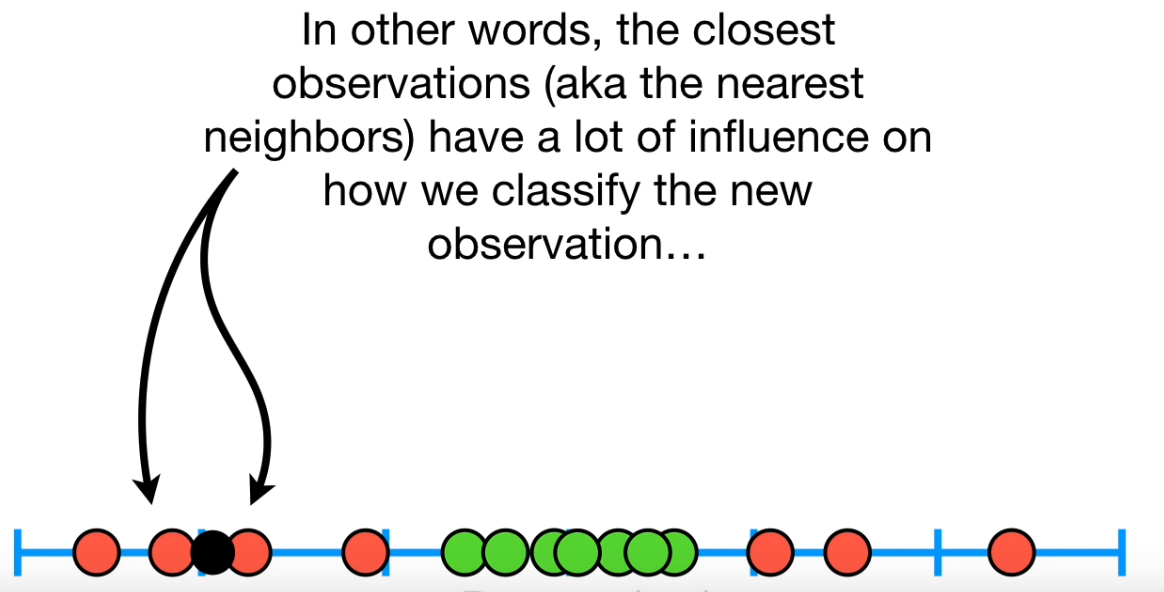 In other words, the closest
observations (aka the nearest
neighbors) have a lot of influence on
how we classify the new
observation…